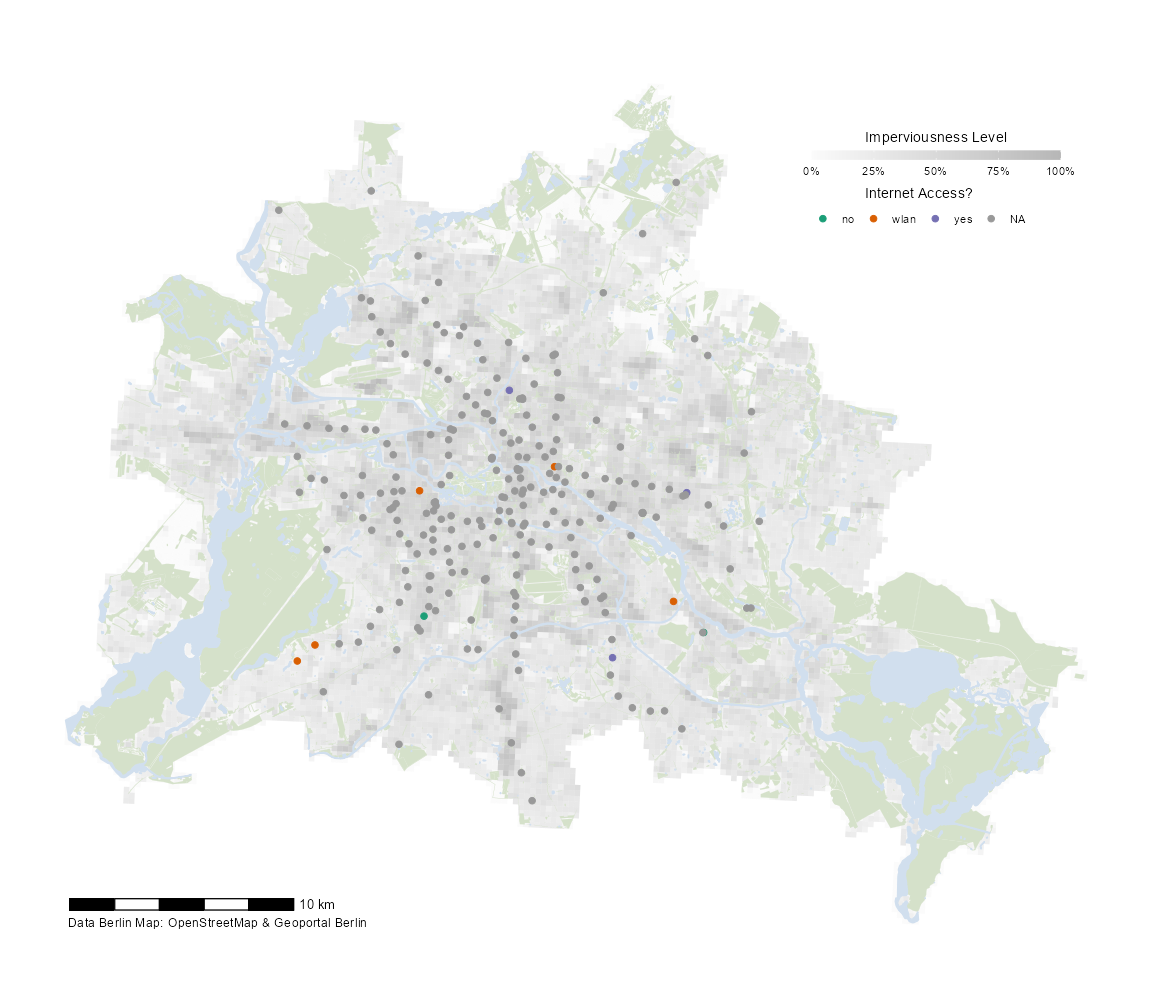 Imperviousness Level
0% 25% 50% 75% 100%
Internet Access?
no wlan yes NA
10 km
Data Berlin Map: OpenStreetMap & Geoportal Berlin